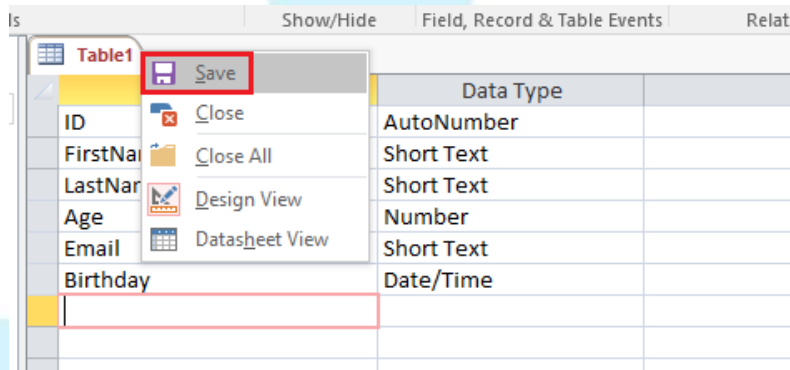 ls Show/Hide Field, Record & Table Events Relat
Table1
Save
Data Type
Close
ID AutoNumber
FirstNa Short Text
Close All
LastNar Short Text
Design View
Age Number
Datasheet View
Email Short Text
Birthday Date/Time